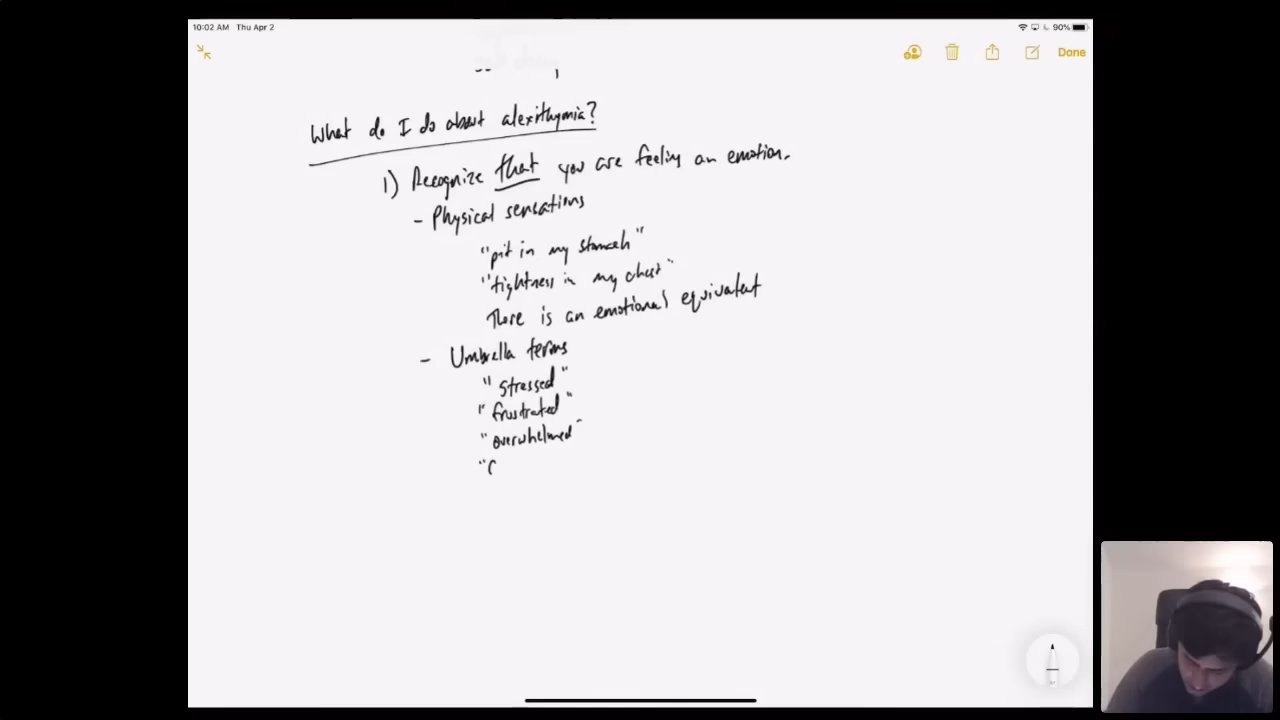 10:02 AM Thu Apr 2
90%
Done
What do I do about alexithymia?
1) Recognize that you are feeling an emotion.
- Physical sensations
"pit in my stomach"
"tightness in my chest"
There is an emotional equivalent
- Umbrella terms
"stressed"
"frustrated"
"overwhelmed"